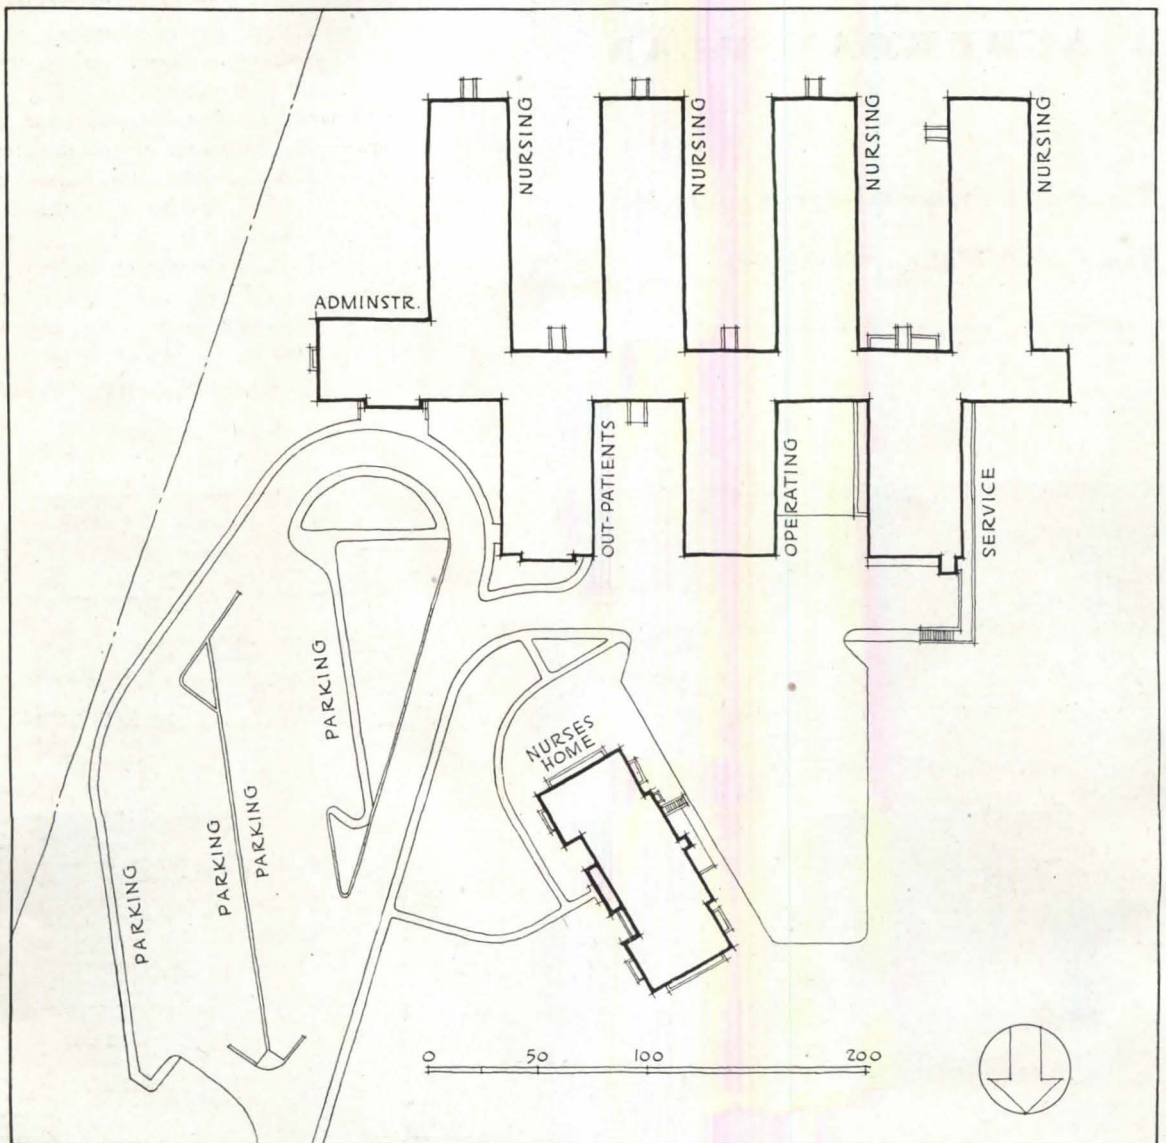 NURSING
NURSING
NURSING
NURSING
ADMINSTR.
OUT-PATIENTS
OPERATING
SERVICE
PARKING
NURSES
HOME
PARKING
PARKING
PARKING
0 50 100 200